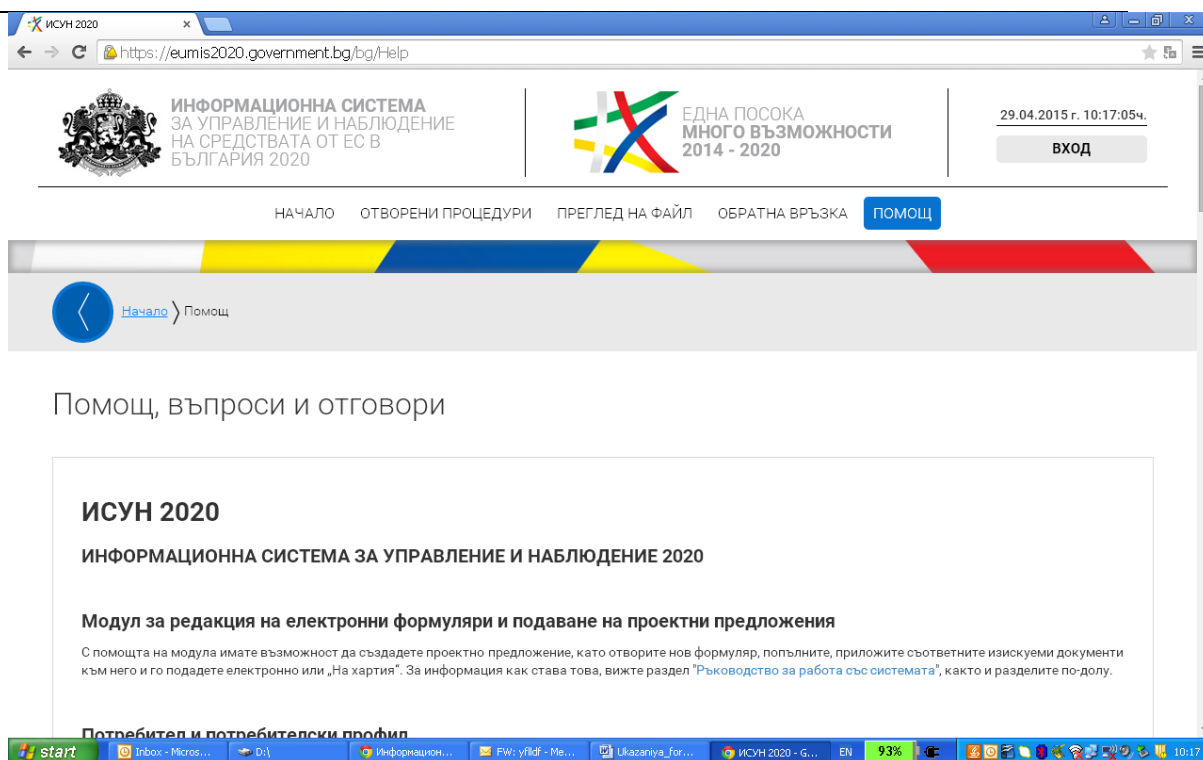 ИСУН 2020
https://eumis2020.government.bg/bg/Help
ИНФОРМАЦИОННА СИСТЕМА
ЗА УПРАВЛЕНИЕ И НАБЛЮДЕНИЕ
НА СРЕДСТВАТА ОТ ЕС В
БЪЛГАРИЯ 2020
ЕДНА ПОСОКА
МНОГО ВЪЗМОЖНОСТИ
2014 - 2020
29.04.2015 г. 10:17:05ч.
ВХОД
НАЧАЛО ОТВОРЕНИ ПРОЦЕДУРИ ПРЕГЛЕД НА ФАЙЛ ОБРАТНА ВРЪЗКА ПОМОЩ
Начало Помощ
Помощ, въпроси и отговори
ИСУН 2020
ИНФОРМАЦИОННА СИСТЕМА ЗА УПРАВЛЕНИЕ И НАБЛЮДЕНИЕ 2020
Модул за редакция на електронни формуляри и подаване на проектни предложения
С помощта на модула имате възможност да създадете проектно предложение, като отворите нов формуляр, попълните, приложите съответните изискуеми документи
към него и го подадете електронно или „На хартия“. За информация как става това, вижте раздел "Ръководство за работа със системата", както и разделите по-долу.
Потребител и потребителски профил
start Inbox - Micros... D:\ Информацион... FW: yflldf - Me... Ukazaniya_for... ИСУН 2020 - G... EN 93% 10:17